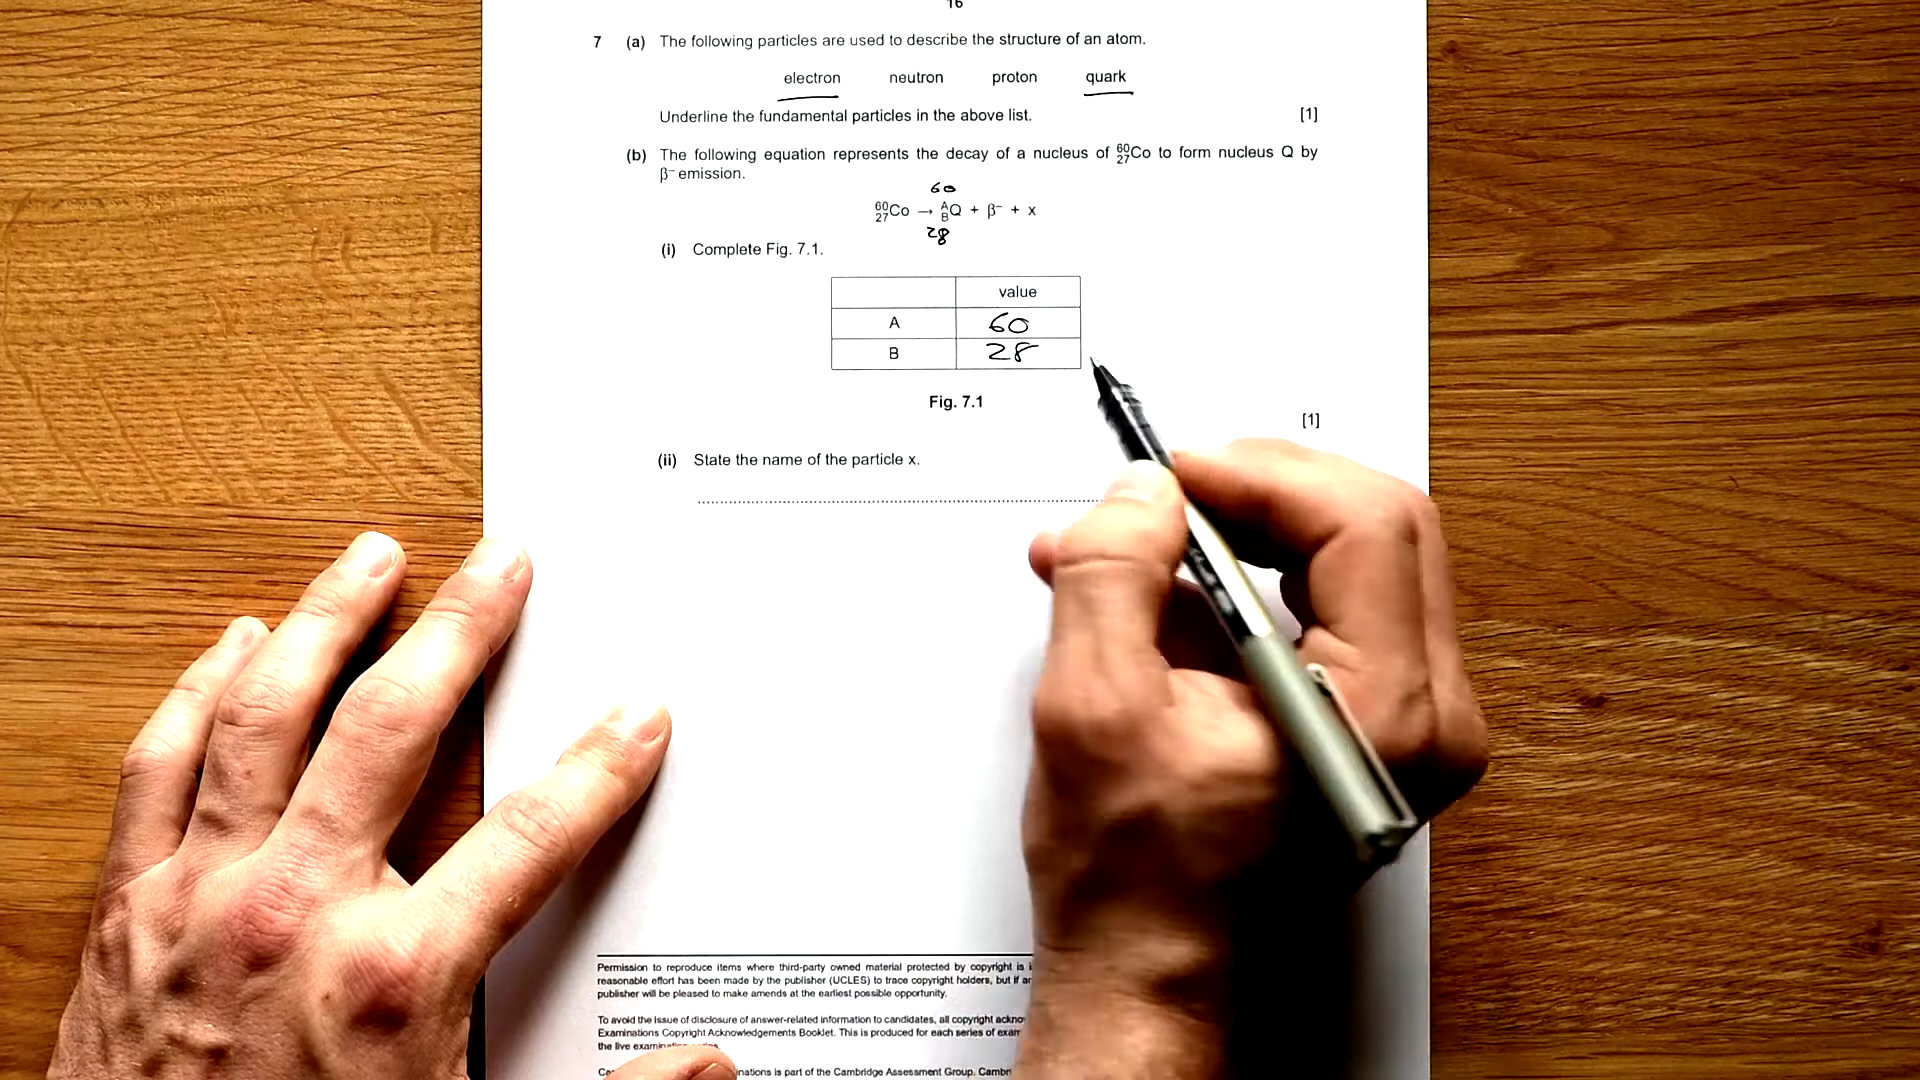 16
7 (a) The following particles are used to describe the structure of an atom.
electron neutron proton quark
Underline the fundamental particles in the above list. [1]
(b) The following equation represents the decay of a nucleus of ⁶⁰₂₇Co to form nucleus Q by
β⁻ emission.
60
⁶⁰₂₇Co → ᴬ_BQ + β⁻ + x
28
(i) Complete Fig. 7.1.
value
A 60
B 28
Fig. 7.1
[1]
(ii) State the name of the particle x.
Permission to reproduce items where third-party owned material protected by copyright is
reasonable effort has been made by the publisher (UCLES) to trace copyright holders, but if
publisher will be pleased to make amends at the earliest possible opportunity.
To avoid the issue of disclosure of answer-related information to candidates, all copyright
Examinations Copyright Acknowledgements Booklet. This is produced for each series of
the live
is part of the Cambridge Assessment Group.